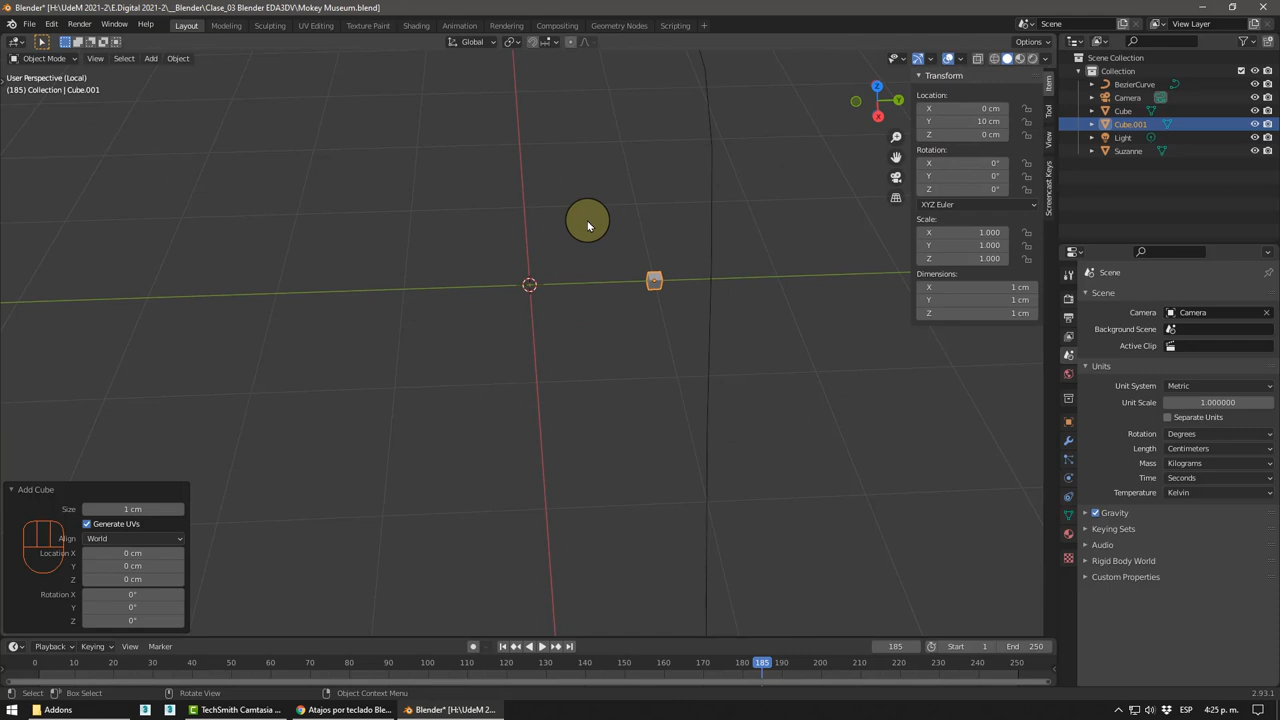 Blender* [H:\UdeM 2021-2\E.Digital 2021-2\__Blender\Clase_03 Blender EDA3DV\Mokey Museum.blend]
File Edit Render Window Help Layout Modeling Sculpting UV Editing Texture Paint Shading Animation Rendering Compositing Geometry Nodes Scripting Scene View Layer
Global Options
Object Mode View Select Add Object
User Perspective (Local)
(185) Collection | Cube.001
Transform
Location:
X 0 cm
Y 10 cm
Z 0 cm
Rotation:
X 0°
Y 0°
Z 0°
XYZ Euler
Scale:
X 1.000
Y 1.000
Z 1.000
Dimensions:
X 1 cm
Y 1 cm
Z 1 cm
Item
Tool
View
Screencast Keys
Z
Y
X
Scene Collection
Collection
BezierCurve
Camera
Cube
Cube.001
Light
Suzanne
Scene
Scene
Camera Camera
Background Scene
Active Clip
Units
Unit System Metric
Unit Scale 1.000000
Separate Units
Rotation Degrees
Length Centimeters
Mass Kilograms
Time Seconds
Temperature Kelvin
Gravity
Keying Sets
Audio
Rigid Body World
Custom Properties
Add Cube
Size 1 cm
Generate UVs
Align World
Location X 0 cm
Y 0 cm
Z 0 cm
Rotation X 0°
Y 0°
Z 0°
Playback Keying View Marker 185 Start 1 End 250
0 10 20 30 40 50 60 70 80 90 100 110 120 130 140 150 160 170 185 190 200 210 220 230 240 250
Select Box Select Rotate View Object Context Menu 2.93.1
Addons TechSmith Camtasia ... Atajos por teclado Ble... Blender* [H:\UdeM 2... ESP 4:25 p. m.